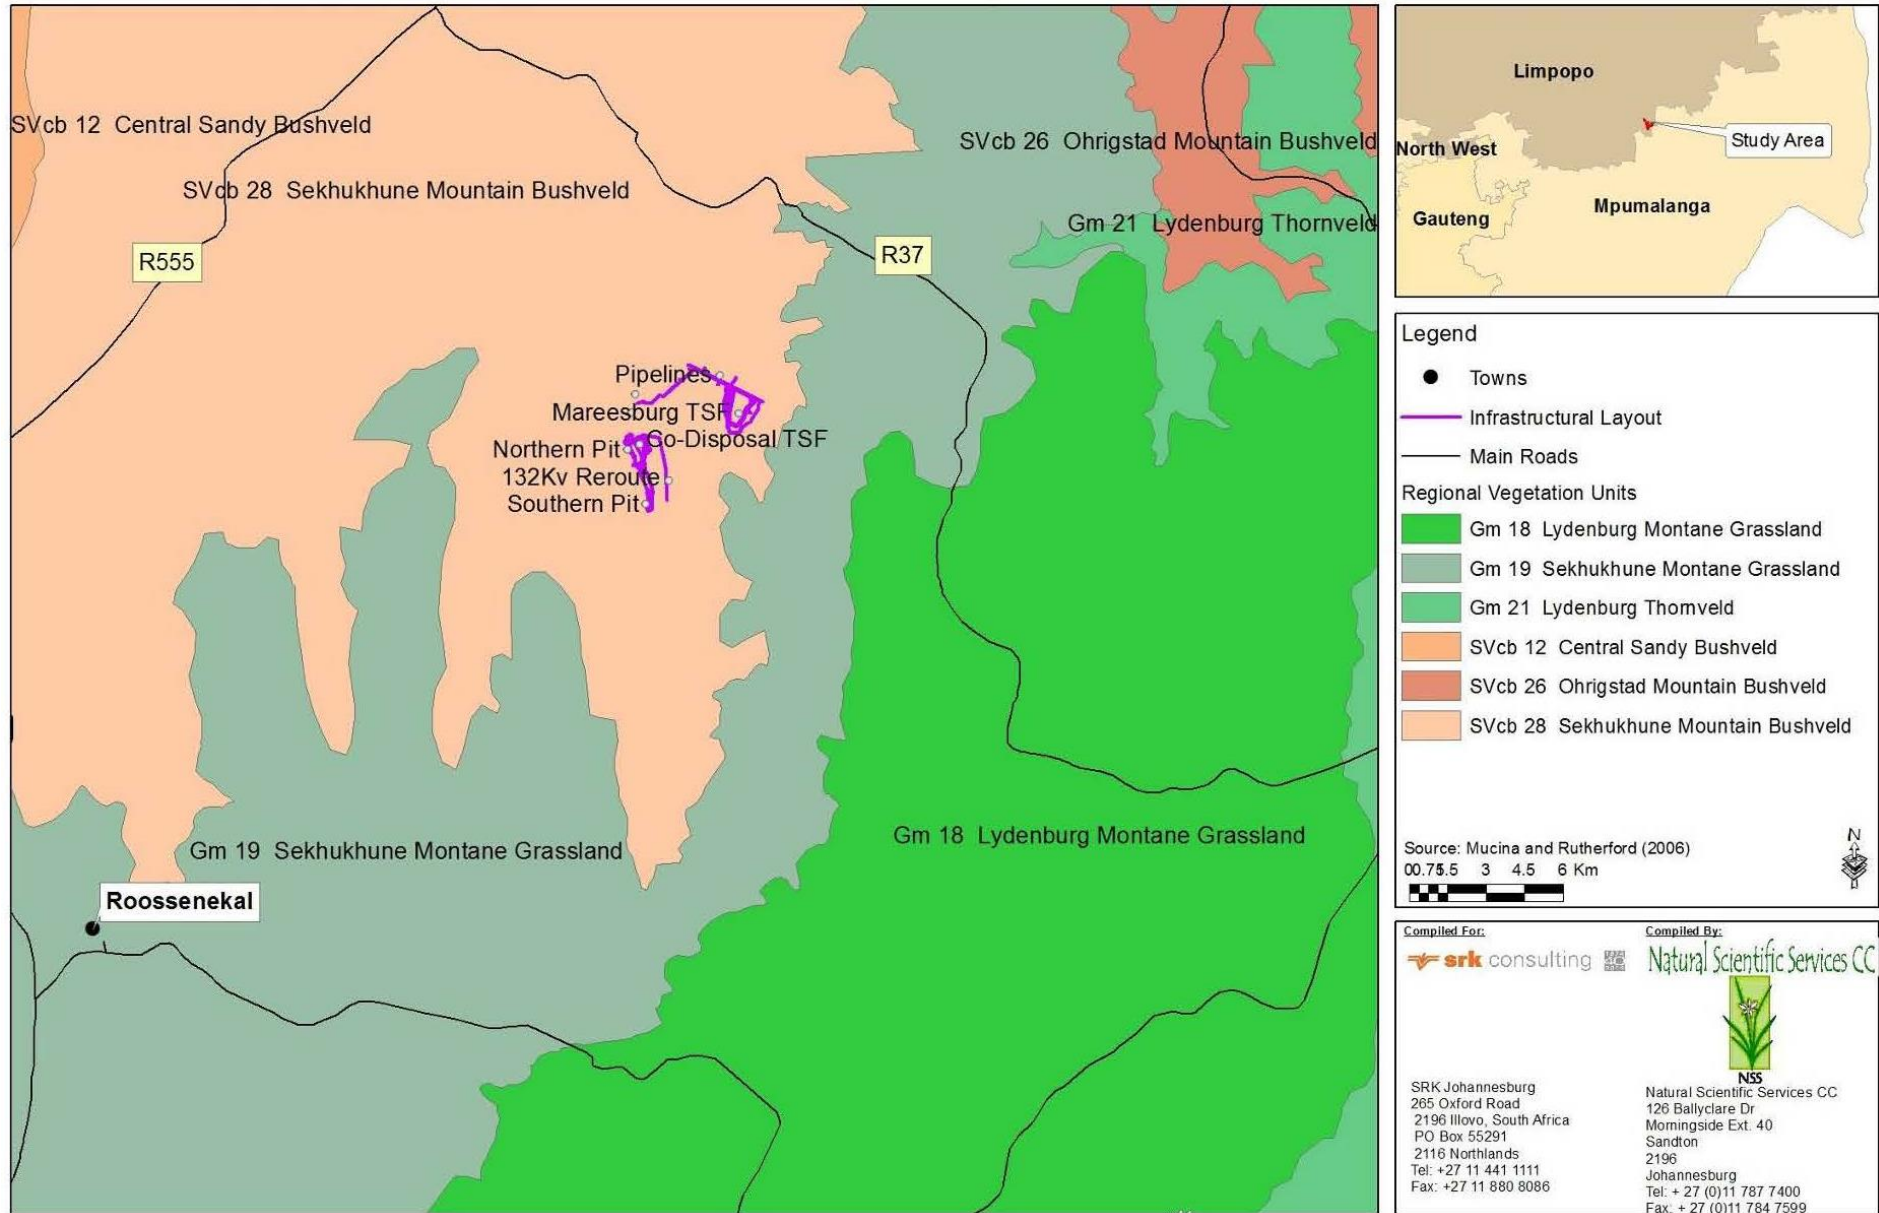 SVcb 12 Central Sandy Bushveld
SVcb 26 Ohrigstad Mountain Bushveld
SVcb 28 Sekhukhune Mountain Bushveld
Gm 21 Lydenburg Thornveld
R555
R37
Pipelines
Mareesburg TSF
Co-Disposal TSF
Northern Pit
132Kv Reroute
Southern Pit
Gm 18 Lydenburg Montane Grassland
Gm 19 Sekhukhune Montane Grassland
Roossenekal
Limpopo
Study Area
North West
Mpumalanga
Gauteng
Legend
Towns
Infrastructural Layout
Main Roads
Regional Vegetation Units
Gm 18 Lydenburg Montane Grassland
Gm 19 Sekhukhune Montane Grassland
Gm 21 Lydenburg Thornveld
SVcb 12 Central Sandy Bushveld
SVcb 26 Ohrigstad Mountain Bushveld
SVcb 28 Sekhukhune Mountain Bushveld
Source: Mucina and Rutherford (2006)
N
00.751.5 3 4.5 6 Km
Compiled For:
srk consulting
SRK Johannesburg
265 Oxford Road
2196 Illovo, South Africa
PO Box 55291
2116 Northlands
Tel: +27 11 441 1111
Fax: +27 11 880 8086
Compiled By:
Natural Scientific Services CC
NSS
Natural Scientific Services CC
126 Ballyclare Dr
Morningside Ext. 40
Sandton
2196
Johannesburg
Tel: + 27 (0)11 787 7400
Fax: + 27 (0)11 784 7599